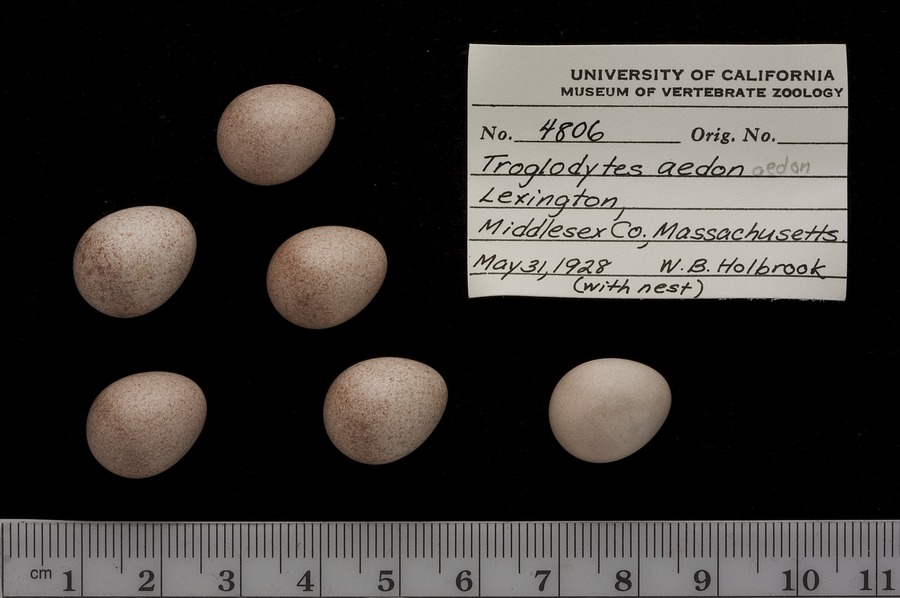 UNIVERSITY OF CALIFORNIA
MUSEUM OF VERTEBRATE ZOOLOGY
No. 4806 Orig. No.
Troglodytes aedon aedon
Lexington,
Middlesex Co., Massachusetts.
May 31, 1928 W. B. Holbrook
(with nest)
cm 1 2 3 4 5 6 7 8 9 10 11